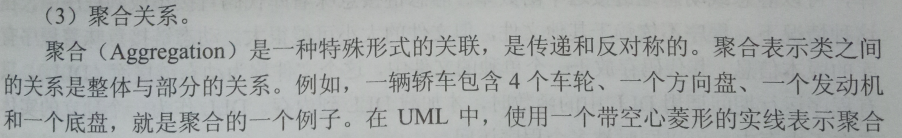 （3）聚合关系。
聚合（Aggregation）是一种特殊形式的关联，是传递和反对称的。聚合表示类之间
的关系是整体与部分的关系。例如，一辆轿车包含 4 个车轮、一个方向盘、一个发动机
和一个底盘，就是聚合的一个例子。在 UML 中，使用一个带空心菱形的实线表示聚合